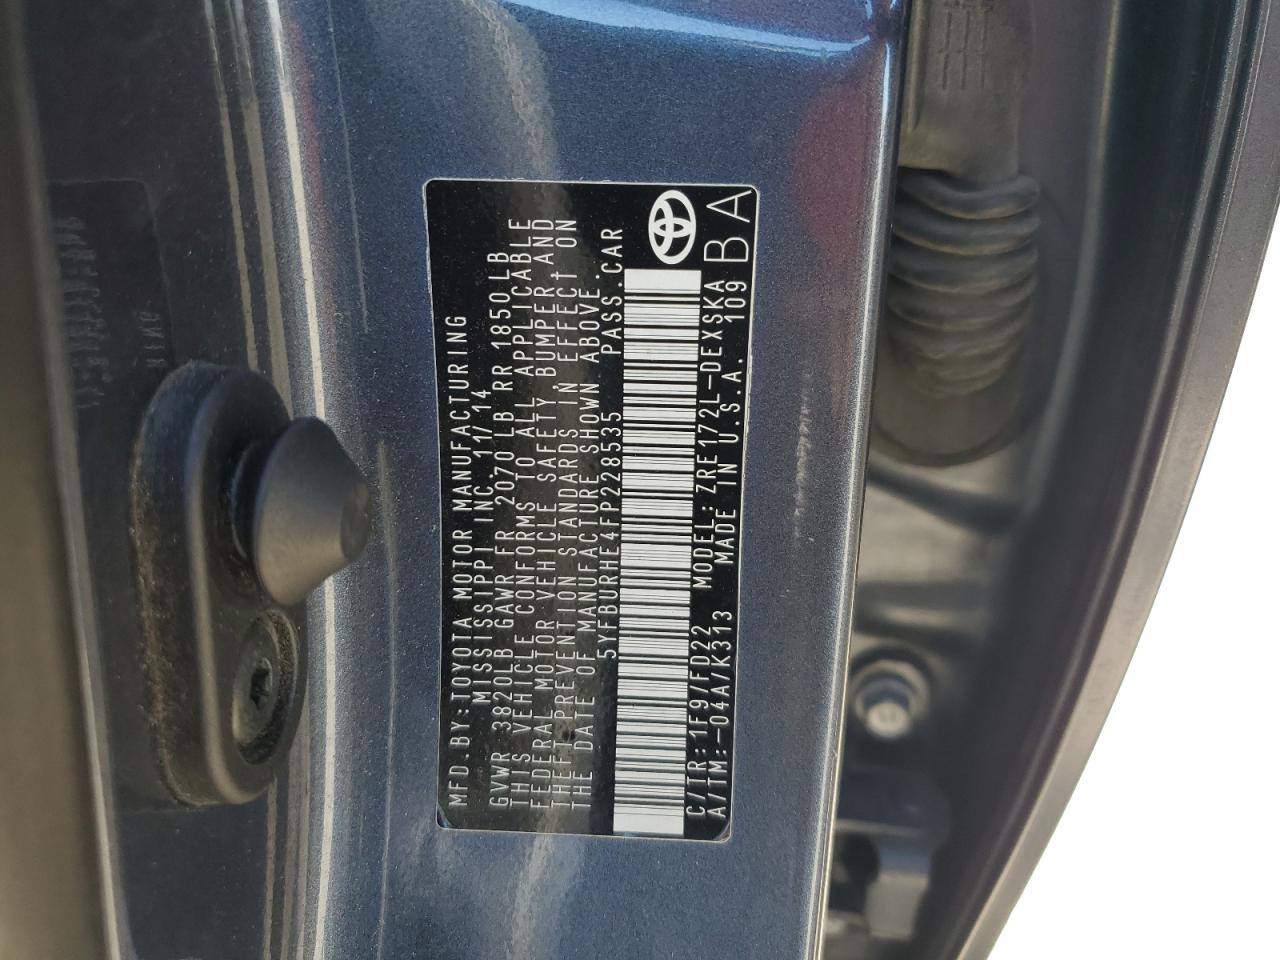 MFD.BY:TOYOTA MOTOR MANUFACTURING
MISSISSIPPI INC. 11/14
GVWR 3820LB GAWR FR 2070 LB RR 1850 LB
THIS VEHICLE CONFORMS TO ALL APPLICABLE
FEDERAL MOTOR VEHICLE SAFETY, BUMPER, AND
THEFT PREVENTION STANDARDS IN EFFECT ON
THE DATE OF MANUFACTURE SHOWN ABOVE.
5YFBURHE4FP228535 PASS.CAR
C/TR:1F9/FD22 MODEL:ZRE172L-DEXSKA
A/TM:-04A/K313 MADE IN U.S.A. 109
BA